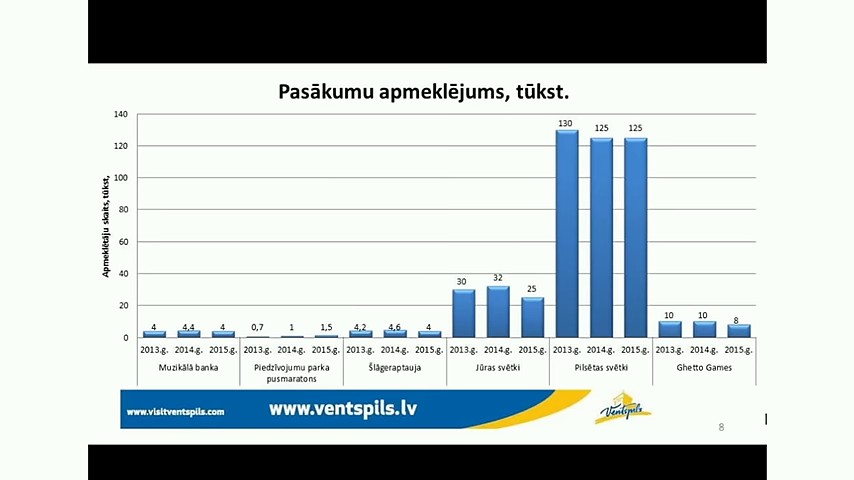 Pasākumu apmeklējums, tūkst.
Apmeklētāju skaits, tūkst,
140
120
100
80
60
40
20
0
4 4,4 4 0,7 1 1,5 4,2 4,6 4 30 32 25 130 125 125 10 10 8
2013.g. 2014.g. 2015.g. 2013.g. 2014.g. 2015.g. 2013.g. 2014.g. 2015.g. 2013.g. 2014.g. 2015.g. 2013.g. 2014.g. 2015.g. 2013.g. 2014.g. 2015.g.
Muzikālā banka Piedzīvojumu parka Šlāgeraptauja Jūras svētki Pilsētas svētki Ghetto Games
pusmaratons
www.visitventspils.com www.ventspils.lv Ventspils
8